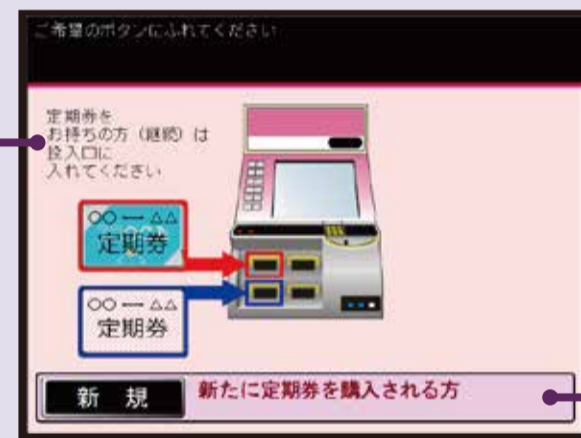 ご希望のボタンにふれてください
定期券を
お持ちの方（継続）は
投入口に
入れてください
○○ー△△
定期券
○○ー△△
定期券
新 規
新たに定期券を購入される方